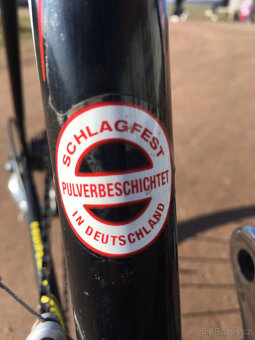 SCHLAGFEST
PULVERBESCHICHTET
IN DEUTSCHLAND